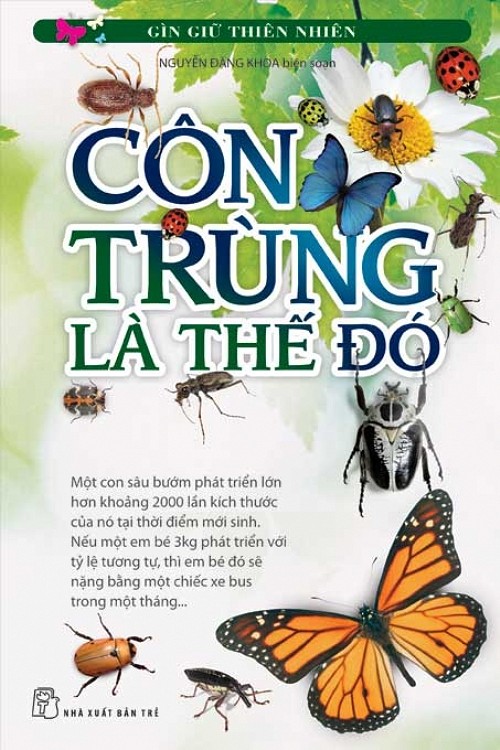 GÌN GIỮ THIÊN NHIÊN
NGUYỄN ĐĂNG KHOA biên soạn
CÔN
TRÙNG
LÀ THẾ ĐÓ
Một con sâu bướm phát triển lớn
hơn khoảng 2000 lần kích thước
của nó tại thời điểm mới sinh.
Nếu một em bé 3kg phát triển với
tỷ lệ tương tự, thì em bé đó sẽ
nặng bằng một chiếc xe bus
trong một tháng...
NHÀ XUẤT BẢN TRẺ